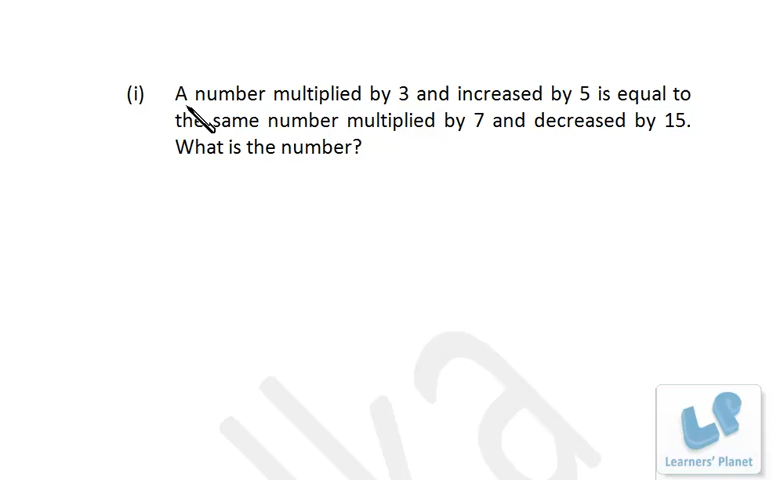 (i) A number multiplied by 3 and increased by 5 is equal to
the same number multiplied by 7 and decreased by 15.
What is the number?
LP
Learners' Planet